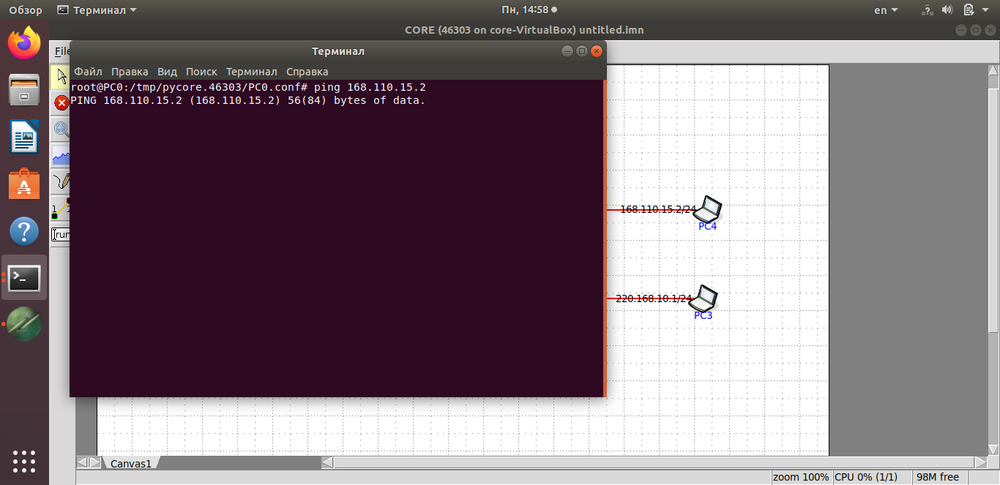 Обзор Терминал Пн, 14:58 en
CORE (46303 on core-VirtualBox) untitled.imn
File
Терминал
Файл Правка Вид Поиск Терминал Справка
root@PC0:/tmp/pycore.46303/PC0.conf# ping 168.110.15.2
PING 168.110.15.2 (168.110.15.2) 56(84) bytes of data.
168.110.15.2/24
PC4
220.168.10.1/24
PC3
1 2
run
Canvas1
zoom 100% CPU 0% (1/1) 98M free